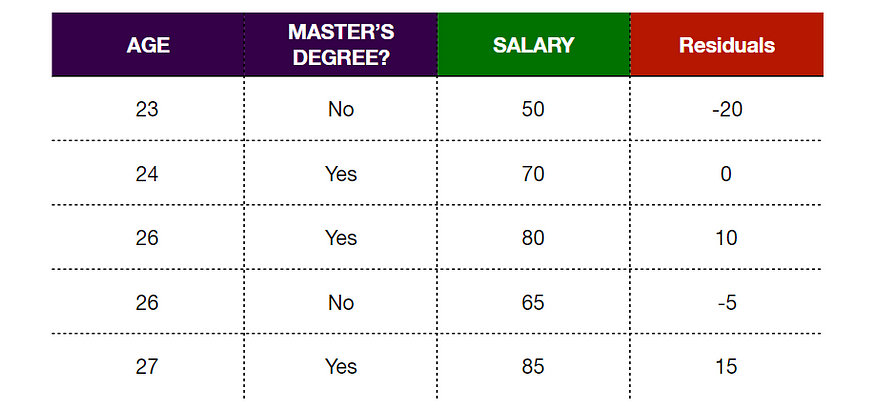 AGE MASTER'S DEGREE? SALARY Residuals
23 No 50 -20
24 Yes 70 0
26 Yes 80 10
26 No 65 -5
27 Yes 85 15